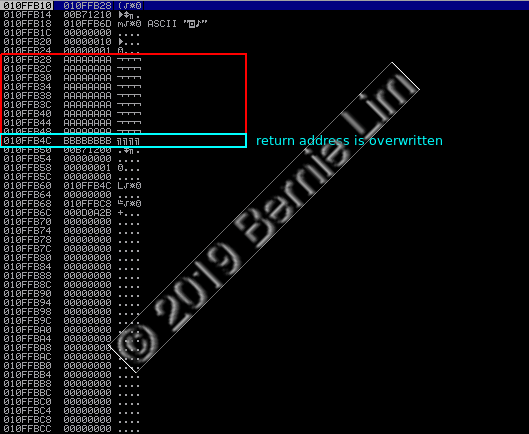 010FFB10 010FFB28 (♪*0
010FFB14 00B71210
010FFB18 010FFB6D m♪*0 ASCII
010FFB1C 00000000 ....
010FFB20 00000010
010FFB24 00000001 0...
010FFB28 AAAAAAAA ¬¬¬¬
010FFB2C AAAAAAAA ¬¬¬¬
010FFB30 AAAAAAAA ¬¬¬¬
010FFB34 AAAAAAAA ¬¬¬¬
010FFB38 AAAAAAAA ¬¬¬¬
010FFB3C AAAAAAAA ¬¬¬¬
010FFB40 AAAAAAAA ¬¬¬¬
010FFB44 AAAAAAAA ¬¬¬¬
010FFB48 AAAAAAAA ¬¬¬¬
010FFB4C BBBBBBBB ╗╗╗╗ return address is overwritten
010FFB50 00B71200
010FFB54 00000000 ....
010FFB58 00000001 0...
010FFB5C 00000000 ....
010FFB60 010FFB4C L♪*0
010FFB64 00000000 ....
010FFB68 010FFBC8 ╚♪*0
010FFB6C 000D0A2B +...
010FFB70 00000000 ....
010FFB74 00000000 ....
010FFB78 00000000 ....
010FFB7C 00000000 ....
010FFB80 00000000 ....
010FFB84 00000000 ....
010FFB88 00000000 ....
010FFB8C 00000000 ....
010FFB90 00000000 ....
010FFB94 00000000 ....
010FFB98 00000000 ....
010FFB9C 00000000 ....
010FFBA0 00000000 ....
010FFBA4 00000000 ....
010FFBA8 00000000 ....
010FFBAC 00000000 ....
010FFBB0 00000000 ....
010FFBB4 00000000 ....
010FFBB8 00000000 ....
010FFBBC 00000000 ....
010FFBC0 00000000 ....
010FFBC4 00000000 ....
010FFBC8 00000000 ....
010FFBCC 00000000 ....
© 2019 Bernie Lim